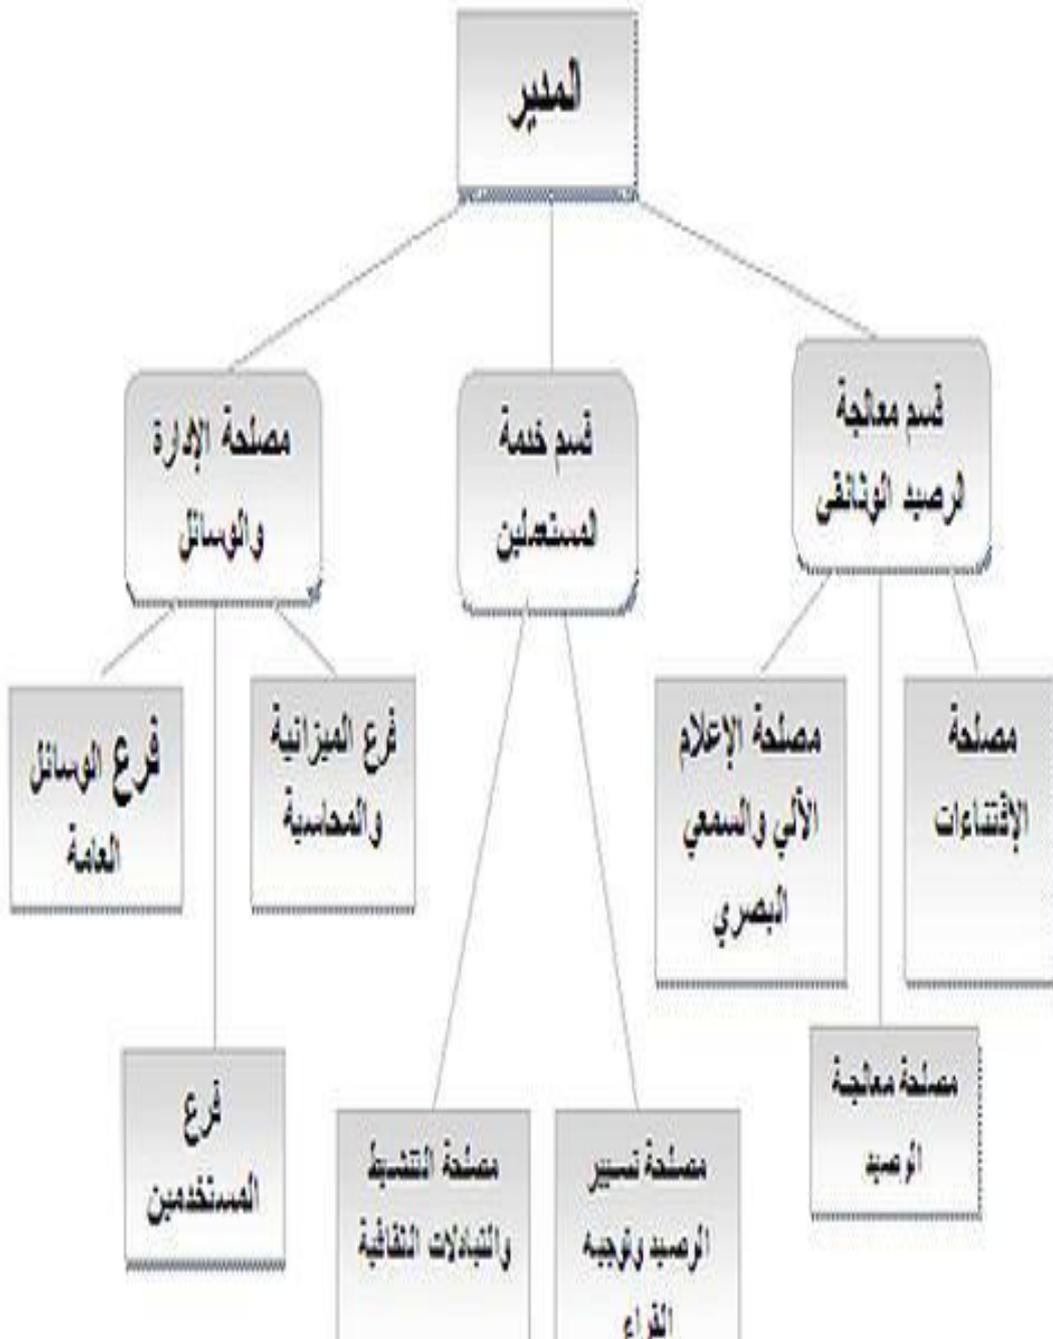 المدير
قسم معالجة
الرصيد الوثائقي
قسم خدمة
المستعملين
مصلحة الإدارة
والوسائل
مصلحة
الإقتناءات
مصلحة الإعلام
الآلي والسمعي
البصري
فرع الميزانية
والمحاسبة
فرع الوسائل
العامة
مصلحة معالجة
الرصيد
مصلحة تسيير
الرصيد وتوجيه
القراء
مصلحة التنشيط
والتبادلات الثقافية
فرع
المستخدمين